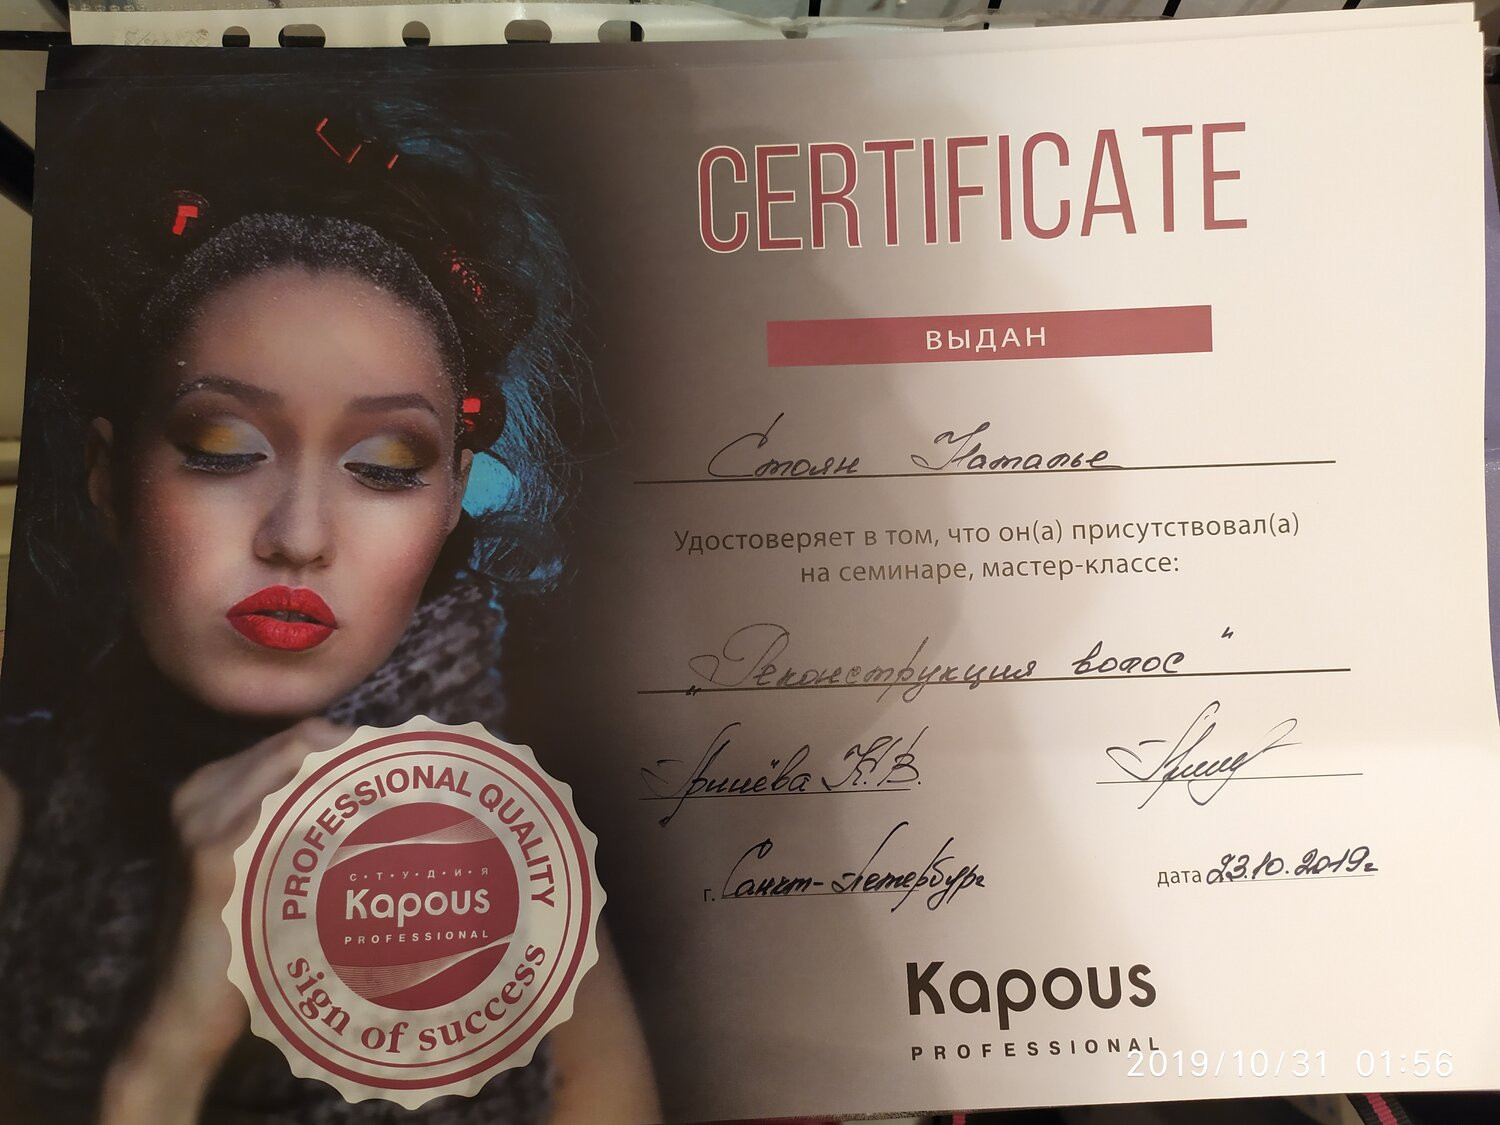 CERTIFICATE
ВЫДАН
Стоян Наталье
Удостоверяет в том, что он(а) присутствовал(а)
на семинаре, мастер-классе:
„Реконструкция волос“
К.В.
г. Санкт-Петербург
дата 23.10.2019г
PROFESSIONAL QUALITY
С•Т•У•Д•И•Я
Kapous
PROFESSIONAL
sign of success
Kapous
PROFESSIONAL
2019/10/31 01:56